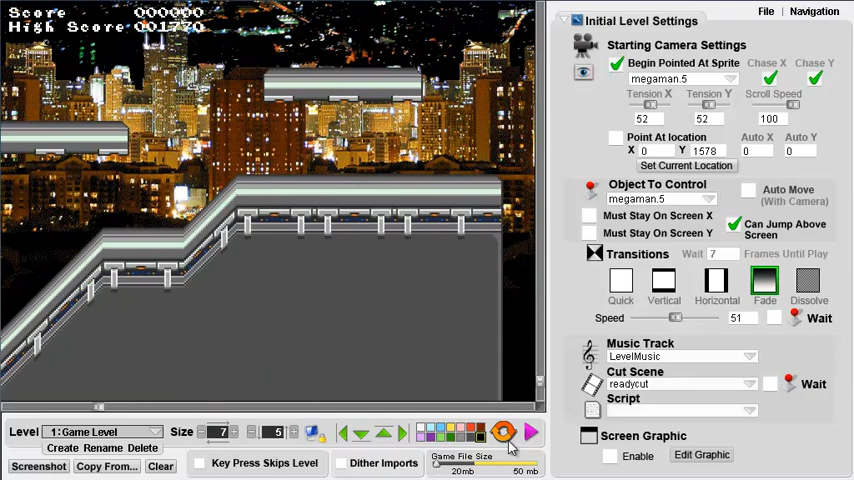 Score 000000
High Score 001770
File Navigation
Initial Level Settings
Starting Camera Settings
Begin Pointed At Sprite Chase X Chase Y
megaman.5
Tension X Tension Y Scroll Speed
52 52 100
Point At location Auto X Auto Y
X 0 Y 1578 0 0
Set Current Location
Object To Control
megaman.5
Auto Move
(With Camera)
Must Stay On Screen X
Must Stay On Screen Y
Can Jump Above
Screen
Transitions Wait 7 Frames Until Play
Quick Vertical Horizontal Fade Dissolve
Speed 51 Wait
Music Track
LevelMusic
Cut Scene
readycut Wait
Script
Screen Graphic
Enable Edit Graphic
Level 1:Game Level Size 7 5
Create Rename Delete
Screenshot Copy From... Clear
Key Press Skips Level Dither Imports
Game File Size
20mb 50 mb